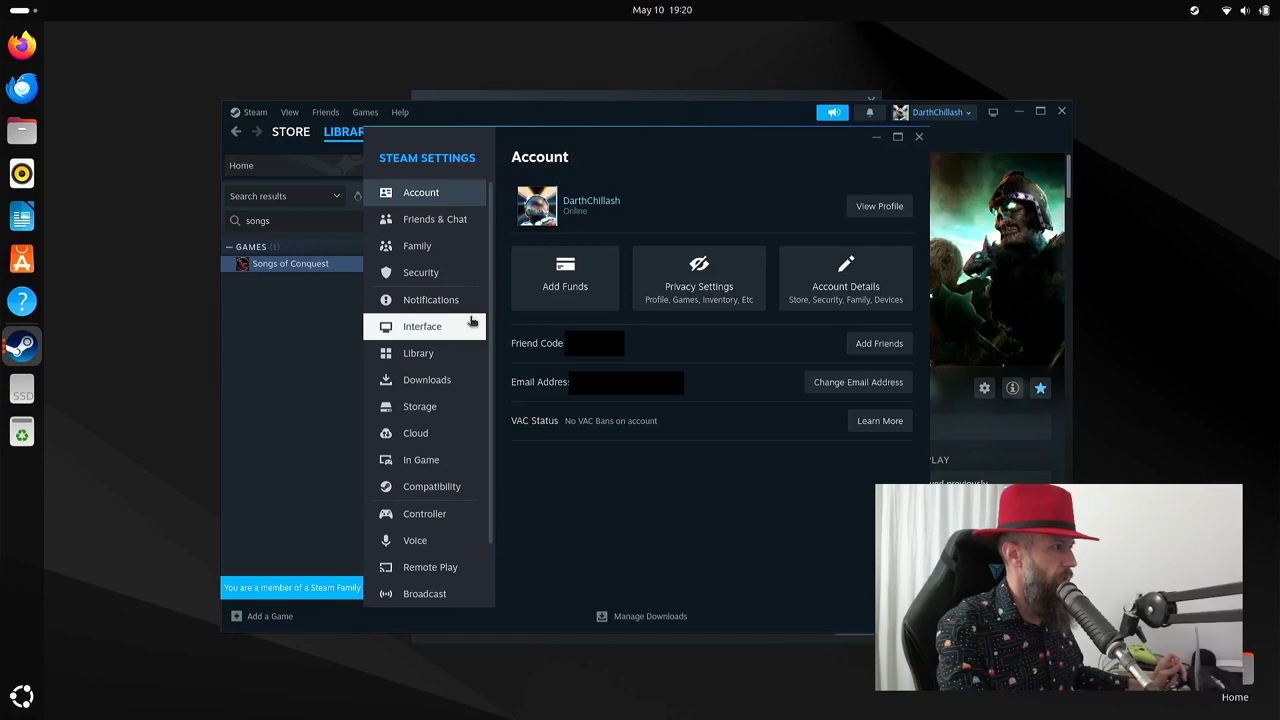 May 10 19:20
Steam View Friends Games Help
DarthChillash
STORE LIBRAR
Home
Search results
songs
GAMES (1)
Songs of Conquest
You are a member of a Steam Family
Add a Game
Manage Downloads
STEAM SETTINGS
Account
Friends & Chat
Family
Security
Notifications
Interface
Library
Downloads
Storage
Cloud
In Game
Compatibility
Controller
Voice
Remote Play
Broadcast
Account
DarthChillash
Online
View Profile
Add Funds
Privacy Settings
Profile, Games, Inventory, Etc
Account Details
Store, Security, Family, Devices
Friend Code
Add Friends
Email Address
Change Email Address
VAC Status No VAC Bans on account
Learn More
PLAY
previously
SSD
Home